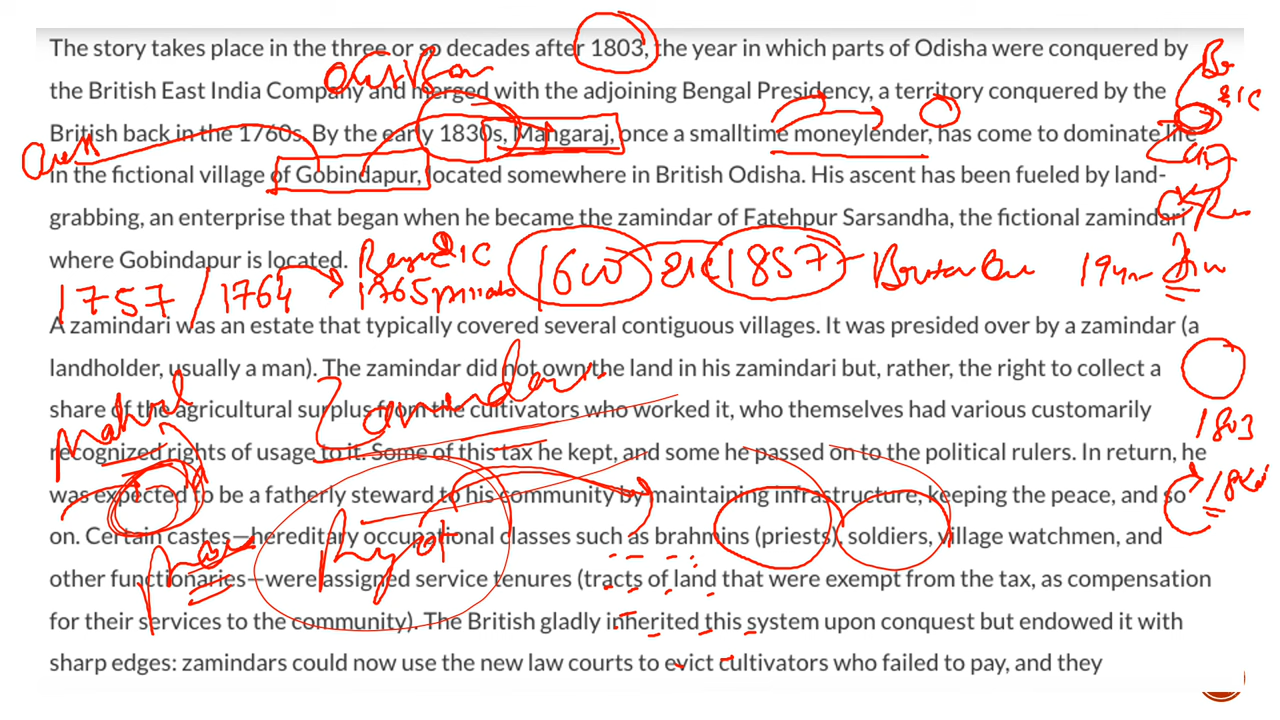 The story takes place in the three or so decades after 1803, the year in which parts of Odisha were conquered by
the British East India Company and merged with the adjoining Bengal Presidency, a territory conquered by the
British back in the 1760s. By the early 1830s, Mangaraj, once a smalltime moneylender, has come to dominate life
in the fictional village of Gobindapur, located somewhere in British Odisha. His ascent has been fueled by land-
grabbing, an enterprise that began when he became the zamindar of Fatehpur Sarsandha, the fictional zamindari
where Gobindapur is located.
1757 / 1764
1765
1600 EIC 1857
A zamindari was an estate that typically covered several contiguous villages. It was presided over by a zamindar (a
landholder, usually a man). The zamindar did not own the land in his zamindari but, rather, the right to collect a
share of the agricultural surplus from the cultivators who worked it, who themselves had various customarily
1803
recognized rights of usage to it. Some of this tax he kept, and some he passed on to the political rulers. In return, he
was expected to be a fatherly steward to his community by maintaining infrastructure, keeping the peace, and so
on. Certain castes—hereditary occupational classes such as brahmins (priests), soldiers, village watchmen, and
Ryot
other functionaries—were assigned service tenures (tracts of land that were exempt from the tax, as compensation
for their services to the community). The British gladly inherited this system upon conquest but endowed it with
sharp edges: zamindars could now use the new law courts to evict cultivators who failed to pay, and they